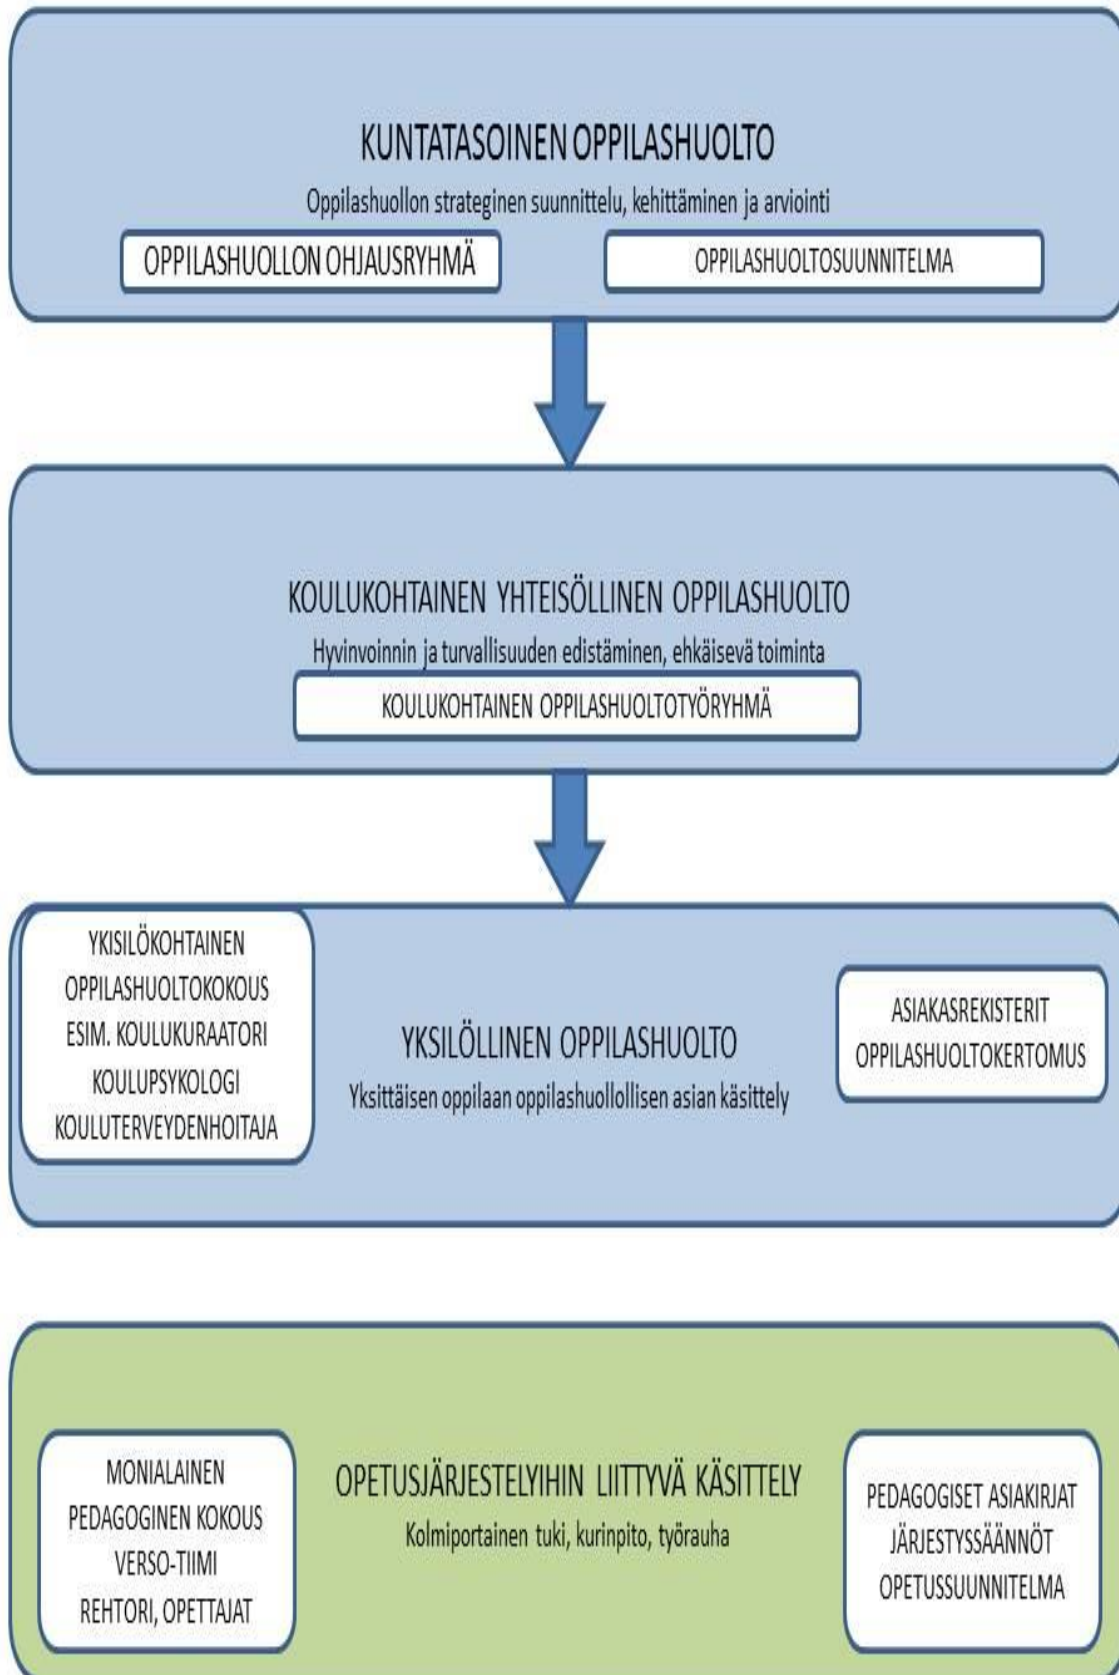 KUNTATASOINEN OPPILASHUOLTO
Oppilashuollon strateginen suunnittelu, kehittäminen ja arviointi
OPPILASHUOLLON OHJAUSRYHMÄ
OPPILASHUOLTOSUUNNITELMA
KOULUKOHTAINEN YHTEISÖLLINEN OPPILASHUOLTO
Hyvinvoinnin ja turvallisuuden edistäminen, ehkäisevä toiminta
KOULUKOHTAINEN OPPILASHUOLTOTYÖRYHMÄ
YKISILÖKOHTAINEN
OPPILASHUOLTOKOKOUS
ESIM. KOULUKURAATORI
KOULUPSYKOLOGI
KOULUTERVEYDENHOITAJA
YKSILÖLLINEN OPPILASHUOLTO
Yksittäisen oppilaan oppilashuollollisen asian käsittely
ASIAKASREKISTERIT
OPPILASHUOLTOKERTOMUS
MONIALAINEN
PEDAGOGINEN KOKOUS
VERSO-TIIMI
REHTORI, OPETTAJAT
OPETUSJÄRJESTELYIHIN LIITTYVÄ KÄSITTELY
Kolmiportainen tuki, kurinpito, työrauha
PEDAGOGISET ASIAKIRJAT
JÄRJESTYSSÄÄNNÖT
OPETUSSUUNNITELMA